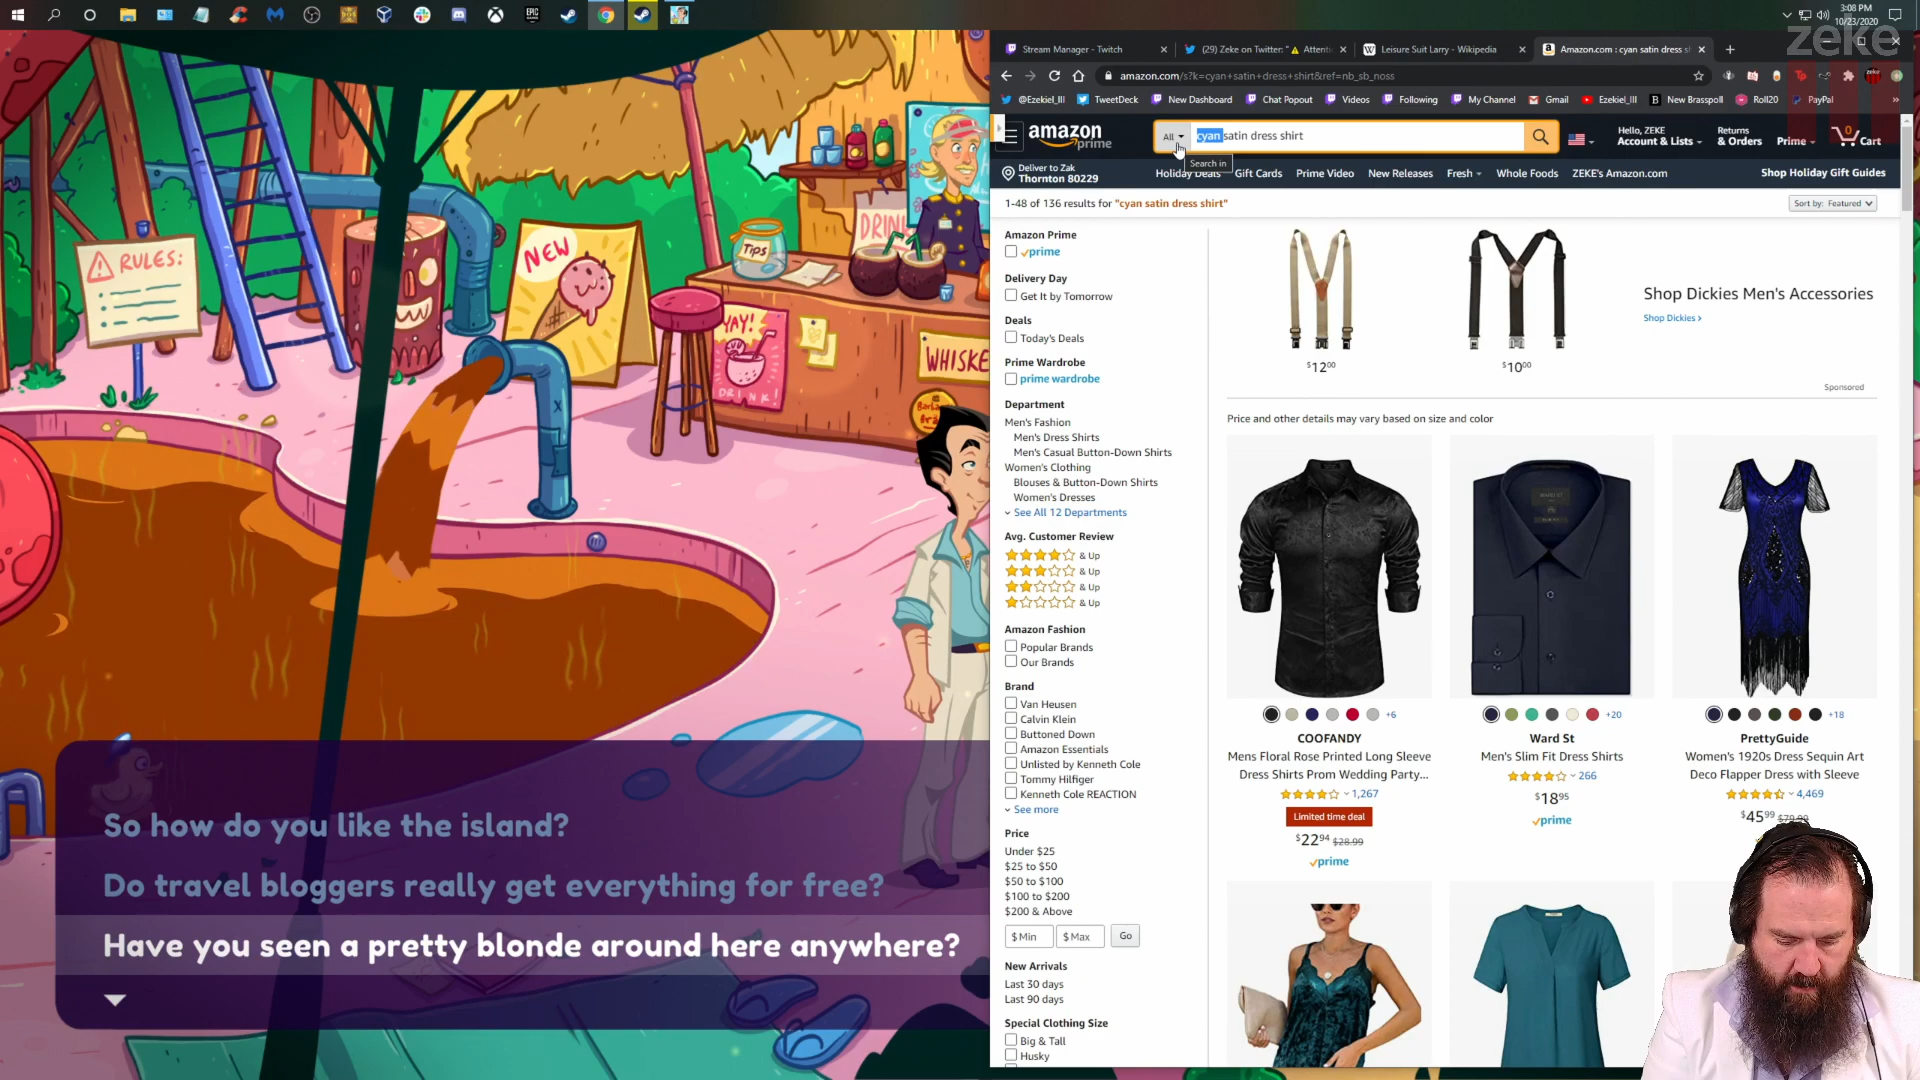 3:08 PM
10/23/2020
zeke
III
RULES:
NEW
Tips
DRINK
YAY!
DRINK!
WHISKE
So how do you like the island?
Do travel bloggers really get everything for free?
Have you seen a pretty blonde around here anywhere?
Stream Manager - Twitch
(29) Zeke on Twitter: "⚠ Attenti
Leisure Suit Larry - Wikipedia
Amazon.com : cyan satin dress sh
amazon.com/s?k=cyan+satin+dress+shirt&ref=nb_sb_noss
@Ezekiel_III
TweetDeck
New Dashboard
Chat Popout
Videos
Following
My Channel
Gmail
Ezekiel_III
New Brasspoll
Roll20
PayPal
»
amazon prime
All
cyan satin dress shirt
Search in
Hello, ZEKE
Account & Lists
Returns
& Orders
Prime
0
Cart
Deliver to Zak
Thornton 80229
Holiday Deals
Gift Cards
Prime Video
New Releases
Fresh
Whole Foods
ZEKE's Amazon.com
Shop Holiday Gift Guides
1-48 of 136 results for "cyan satin dress shirt"
Sort by: Featured
Amazon Prime
prime
Delivery Day
Get It by Tomorrow
Deals
Today's Deals
Prime Wardrobe
prime wardrobe
Department
Men's Fashion
Men's Dress Shirts
Men's Casual Button-Down Shirts
Women's Clothing
Blouses & Button-Down Shirts
Women's Dresses
See All 12 Departments
Avg. Customer Review
& Up
& Up
& Up
& Up
Amazon Fashion
Popular Brands
Our Brands
Brand
Van Heusen
Calvin Klein
Buttoned Down
Amazon Essentials
Unlisted by Kenneth Cole
Tommy Hilfiger
Kenneth Cole REACTION
See more
Price
Under $25
$25 to $50
$50 to $100
$100 to $200
$200 & Above
$ Min
$ Max
Go
New Arrivals
Last 30 days
Last 90 days
Special Clothing Size
Big & Tall
Husky
$1200
$1000
Shop Dickies Men's Accessories
Shop Dickies ›
Sponsored
Price and other details may vary based on size and color
+6
COOFANDY
Mens Floral Rose Printed Long Sleeve
Dress Shirts Prom Wedding Party...
1,267
Limited time deal
$2294 $28.99
prime
+20
Ward St
Men's Slim Fit Dress Shirts
266
$1895
prime
+18
PrettyGuide
Women's 1920s Dress Sequin Art
Deco Flapper Dress with Sleeve
4,469
$4599 $79.99